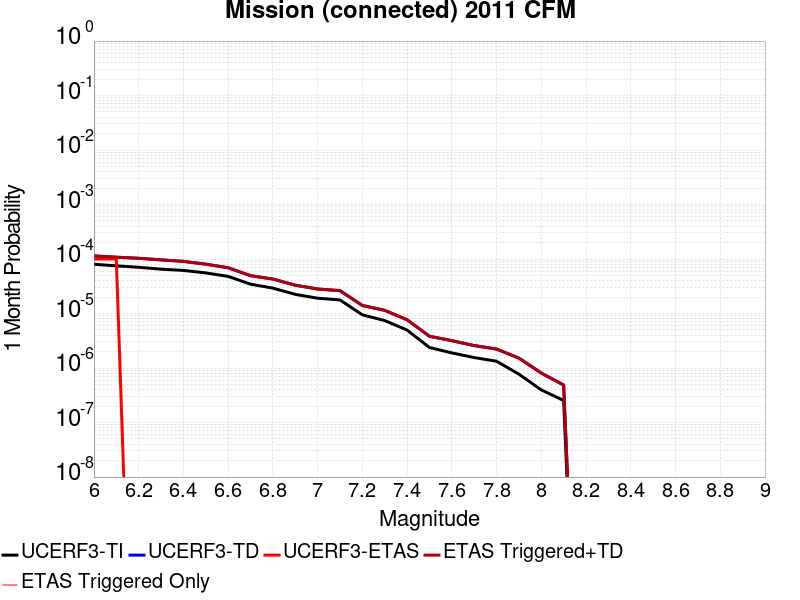 Mission (connected) 2011 CFM
10^0
10^-1
10^-2
10^-3
10^-4
10^-5
10^-6
10^-7
10^-8
1 Month Probability
6 6.2 6.4 6.6 6.8 7 7.2 7.4 7.6 7.8 8 8.2 8.4 8.6 8.8 9
Magnitude
UCERF3-TI UCERF3-TD UCERF3-ETAS ETAS Triggered+TD
ETAS Triggered Only